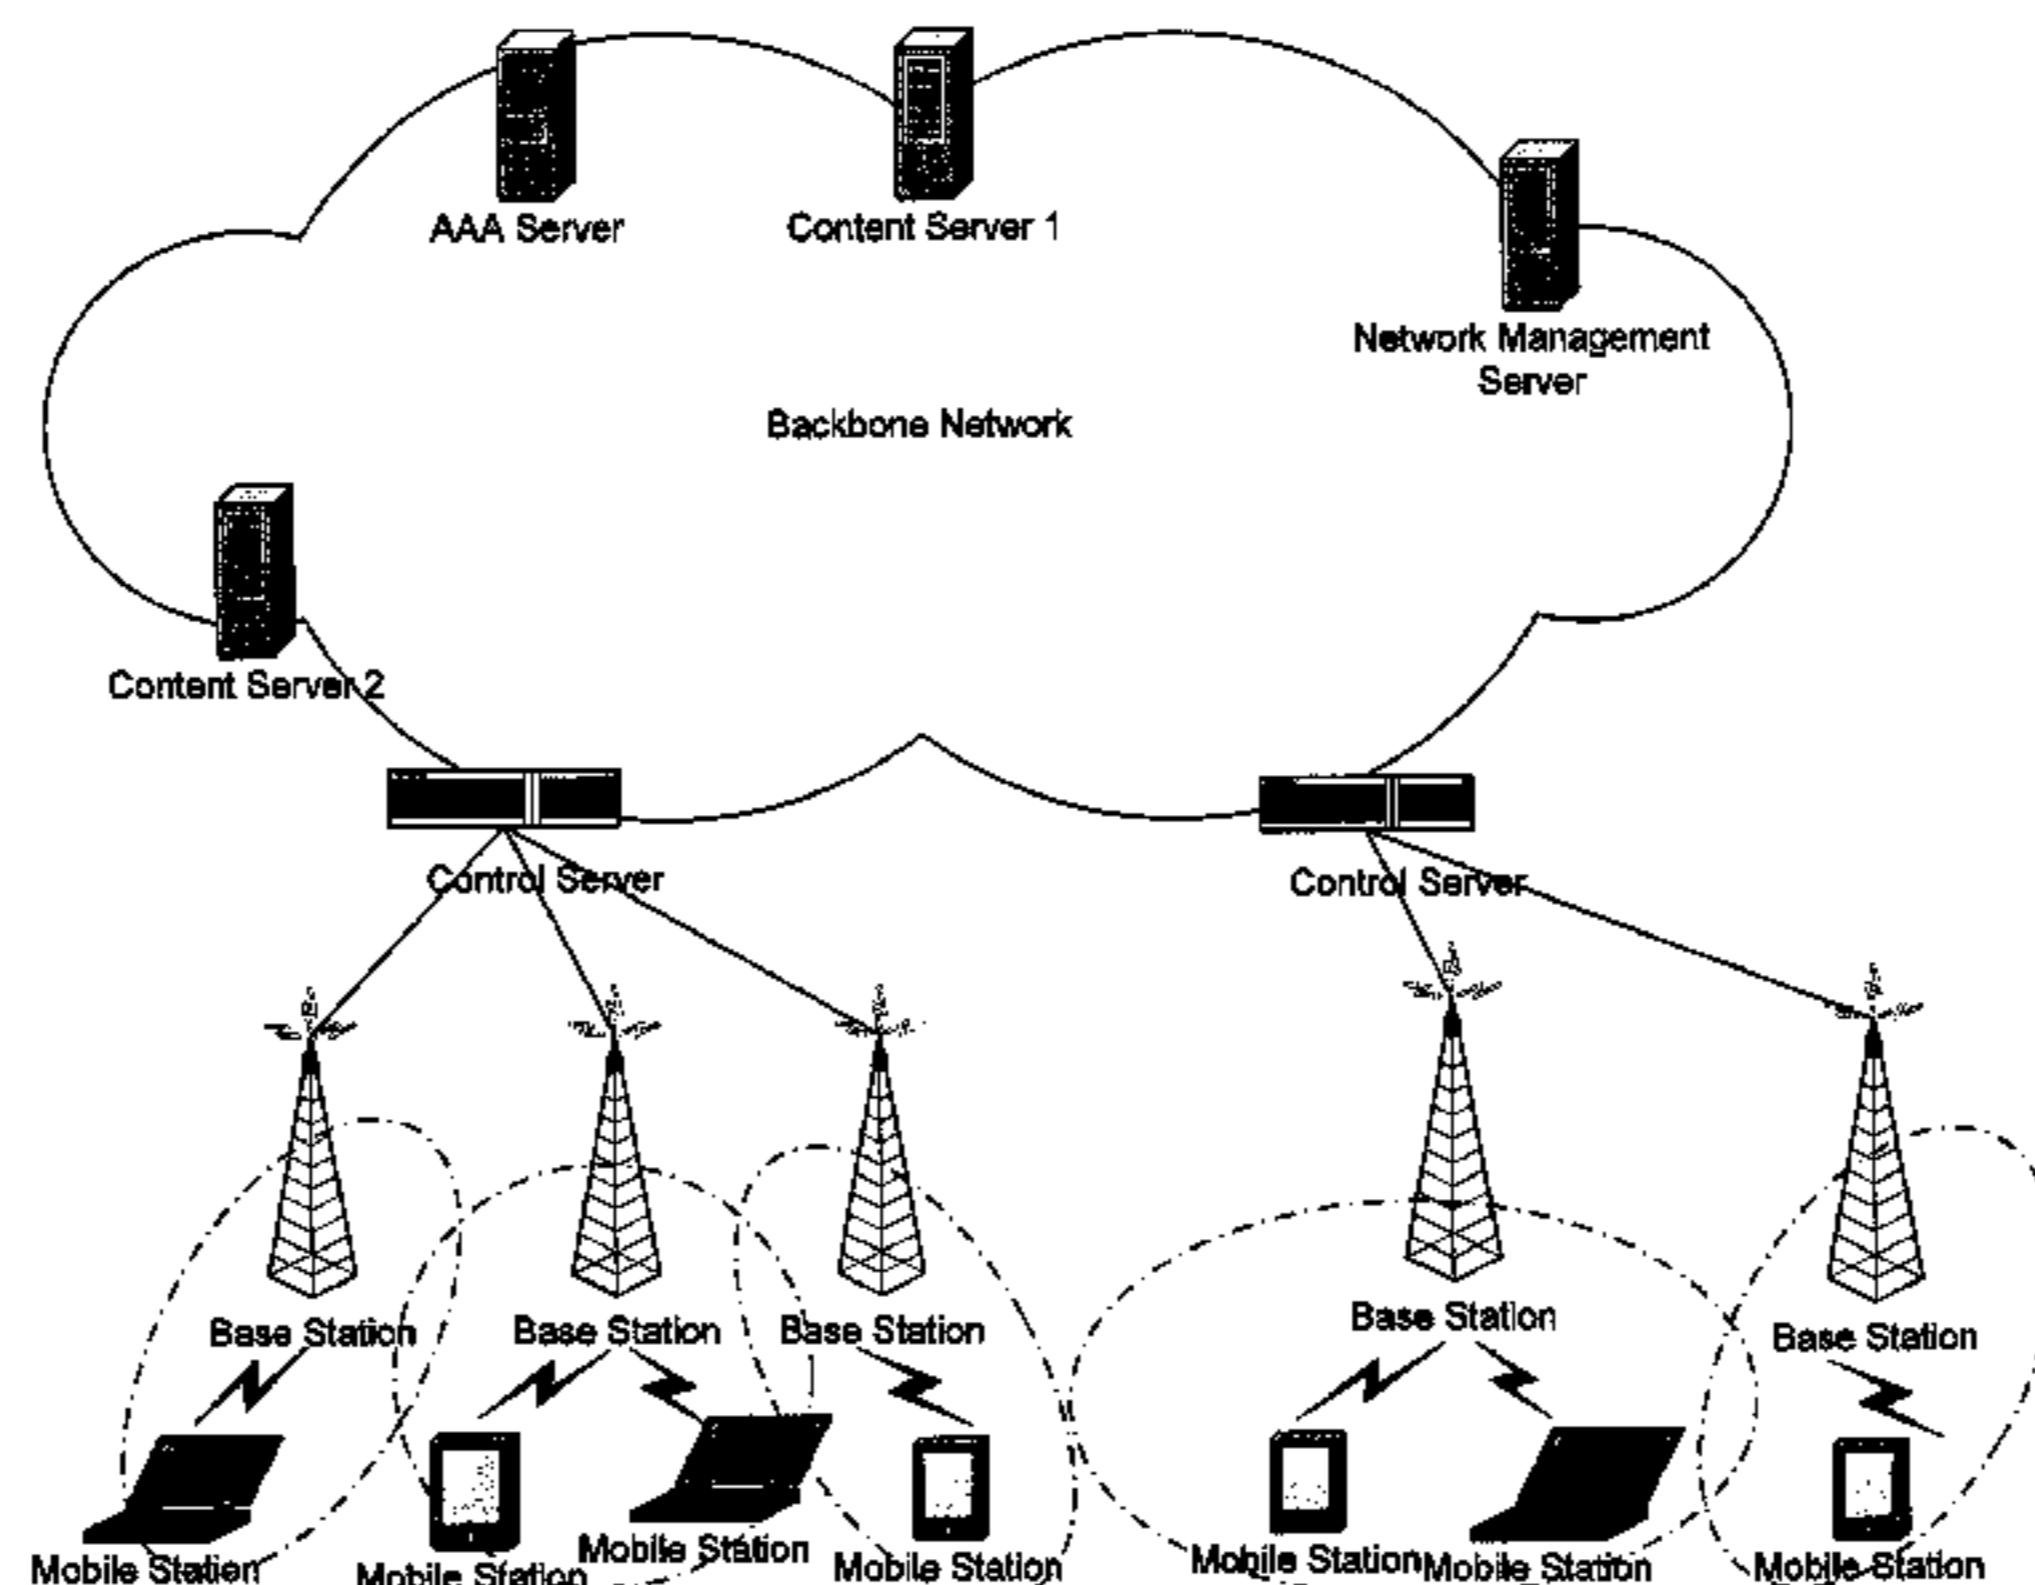 AAA Server
Content Server 1
Network Management
Server
Backbone Network
Content Server 2
Control Server
Control Server
Base Station
Base Station
Base Station
Base Station
Base Station
Mobile Station
Mobile Station
Mobile Station
Mobile Station
Mobile Station
Mobile Station
Mobile Station